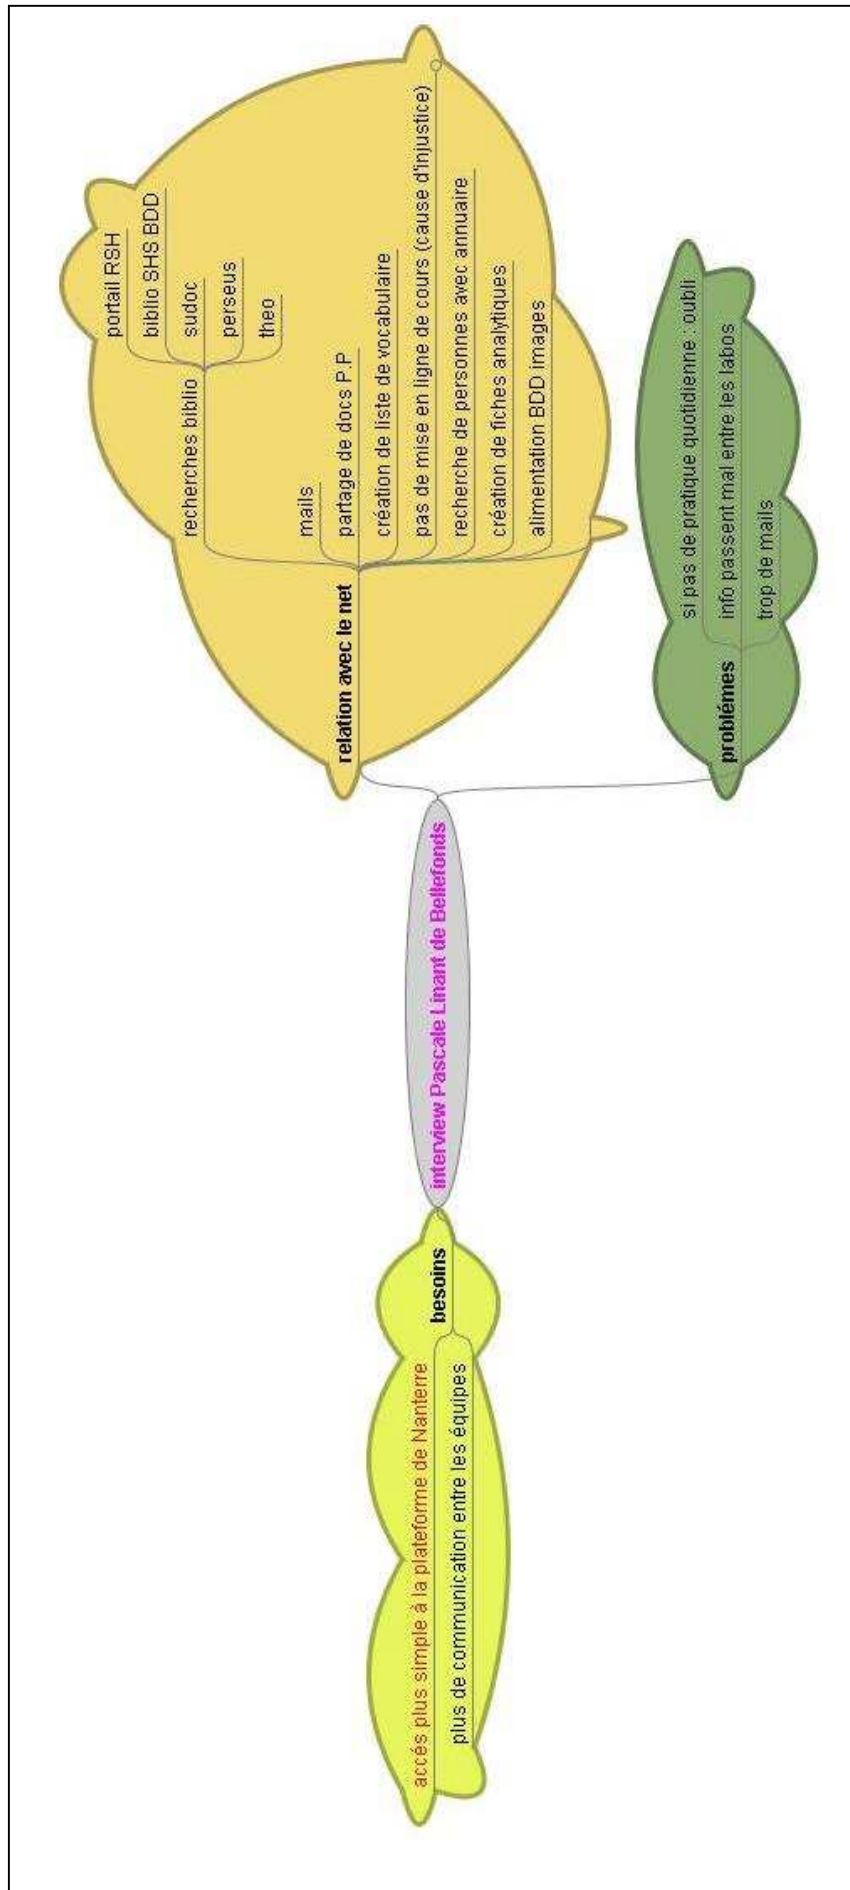 interview Pascale Linant de Bellefonds
relation avec le net
recherches biblio
portail RSH
biblio SHS BDD
sudoc
perseus
theo
mails
partage de docs P.P
création de liste de vocabulaire
pas de mise en ligne de cours (cause d'injustice)
recherche de personnes avec annuaire
création de fiches analytiques
alimentation BDD images
problémes
si pas de pratique quotidienne : oubli
info passent mal entre les labos
trop de mails
besoins
accés plus simple à la plateforme de Nanterre
plus de communication entre les équipes